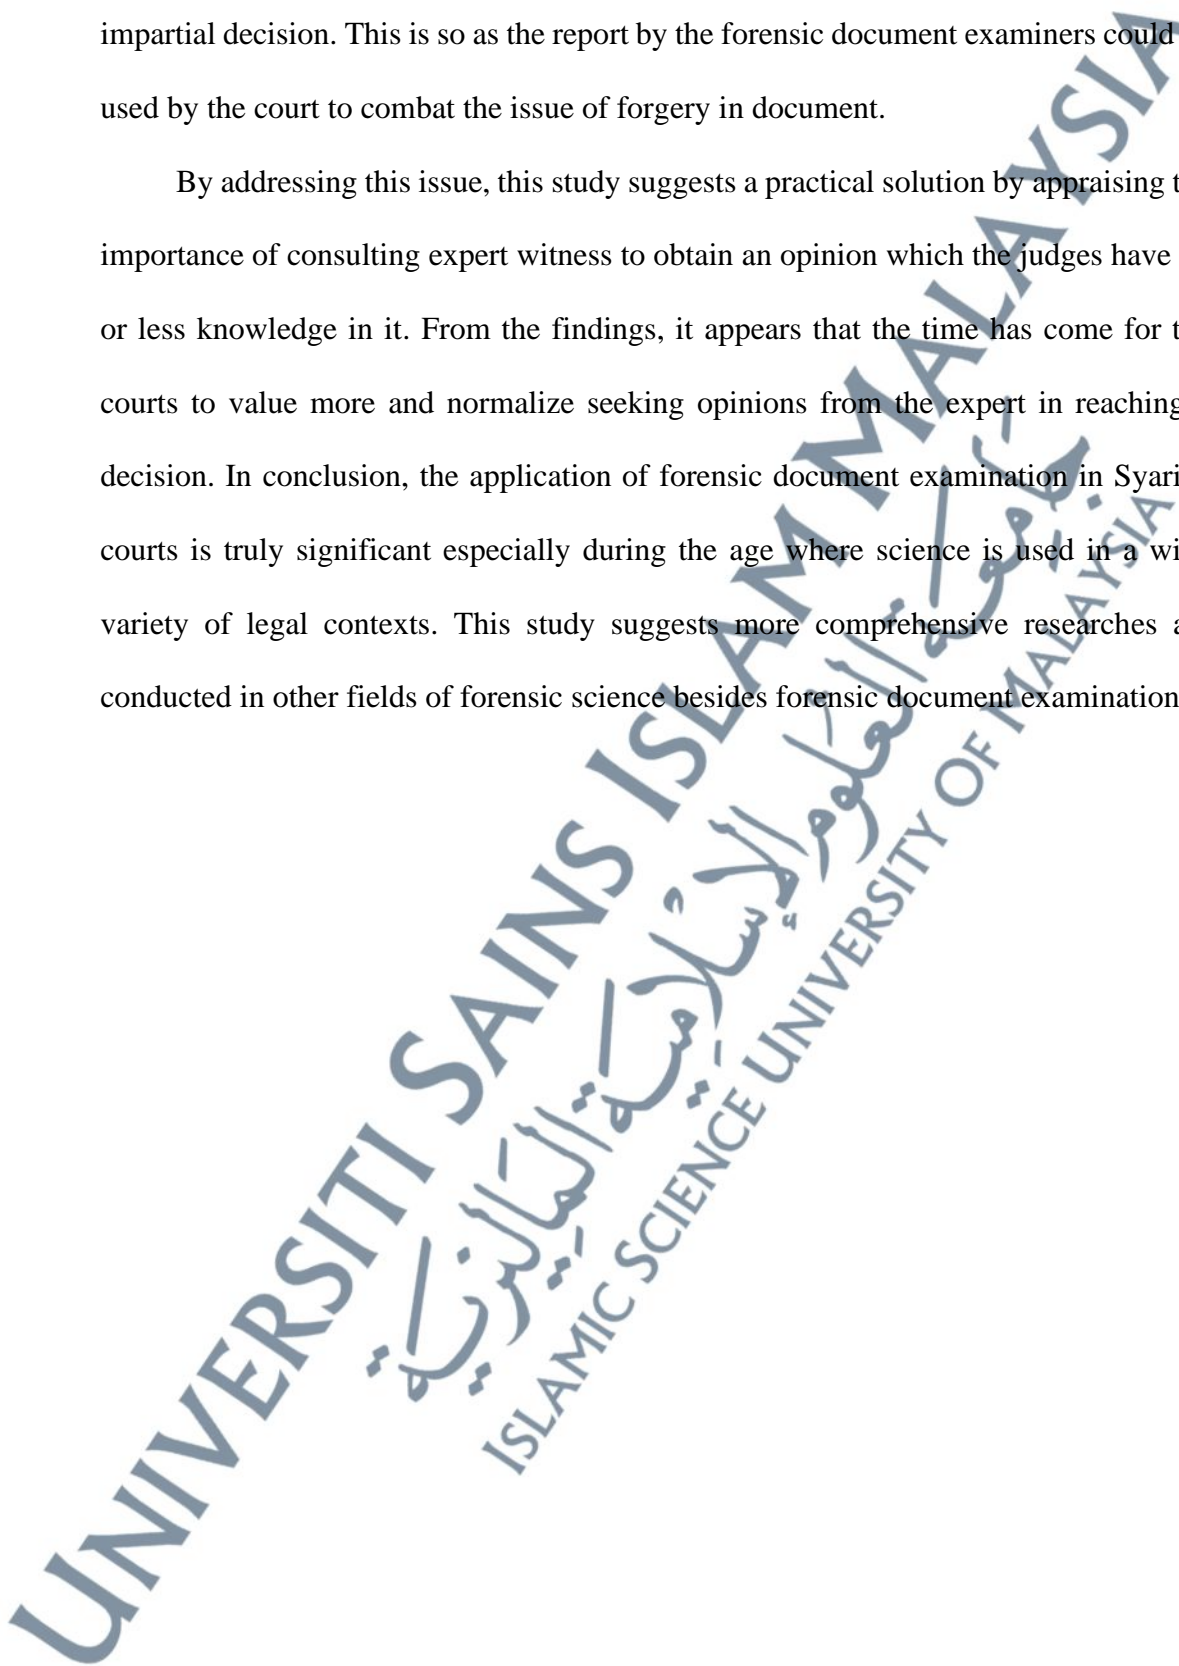 impartial decision. This is so as the report by the forensic document examiners could
used by the court to combat the issue of forgery in document.
By addressing this issue, this study suggests a practical solution by appraising t
importance of consulting expert witness to obtain an opinion which the judges have
or less knowledge in it. From the findings, it appears that the time has come for t
courts to value more and normalize seeking opinions from the expert in reaching
decision. In conclusion, the application of forensic document examination in Syari
courts is truly significant especially during the age where science is used in a wi
variety of legal contexts. This study suggests more comprehensive researches a
conducted in other fields of forensic science besides forensic document examination
UNIVERSITI SAINS ISLAM MALAYSIA
جامعة العلوم الإسلامية الماليزية
ISLAMIC SCIENCE UNIVERSITY OF MALAYSIA